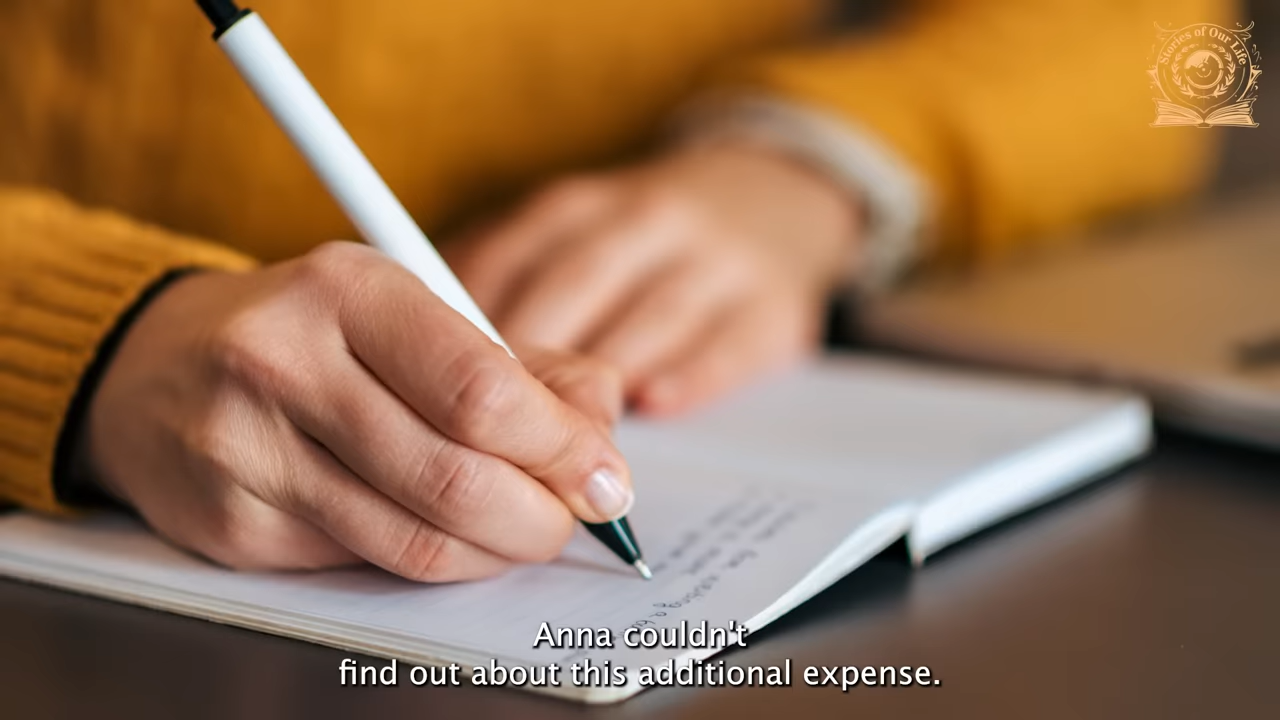 Stories of Our Life
Anna couldn't
find out about this additional expense.